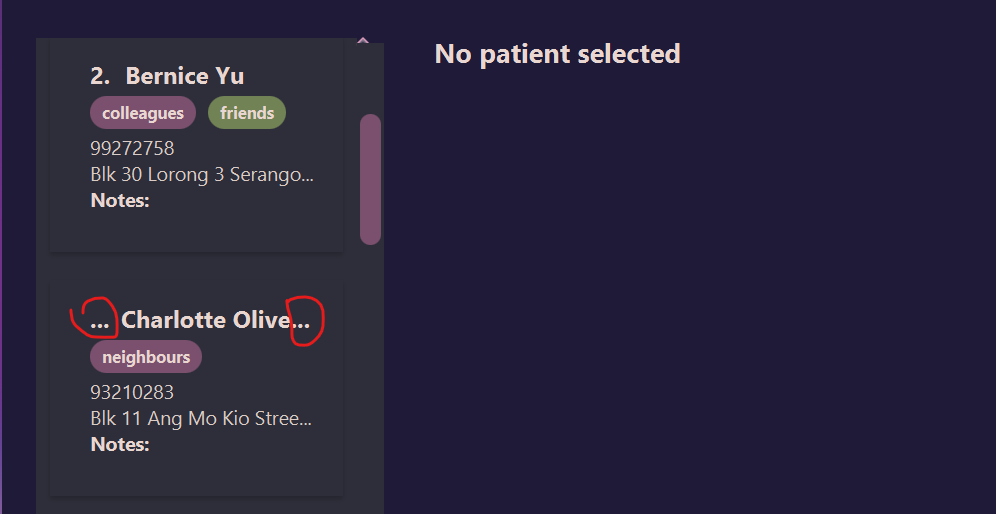 No patient selected
2. Bernice Yu
colleagues friends
99272758
Blk 30 Lorong 3 Serango...
Notes:
... Charlotte Olive...
neighbours
93210283
Blk 11 Ang Mo Kio Stree...
Notes: